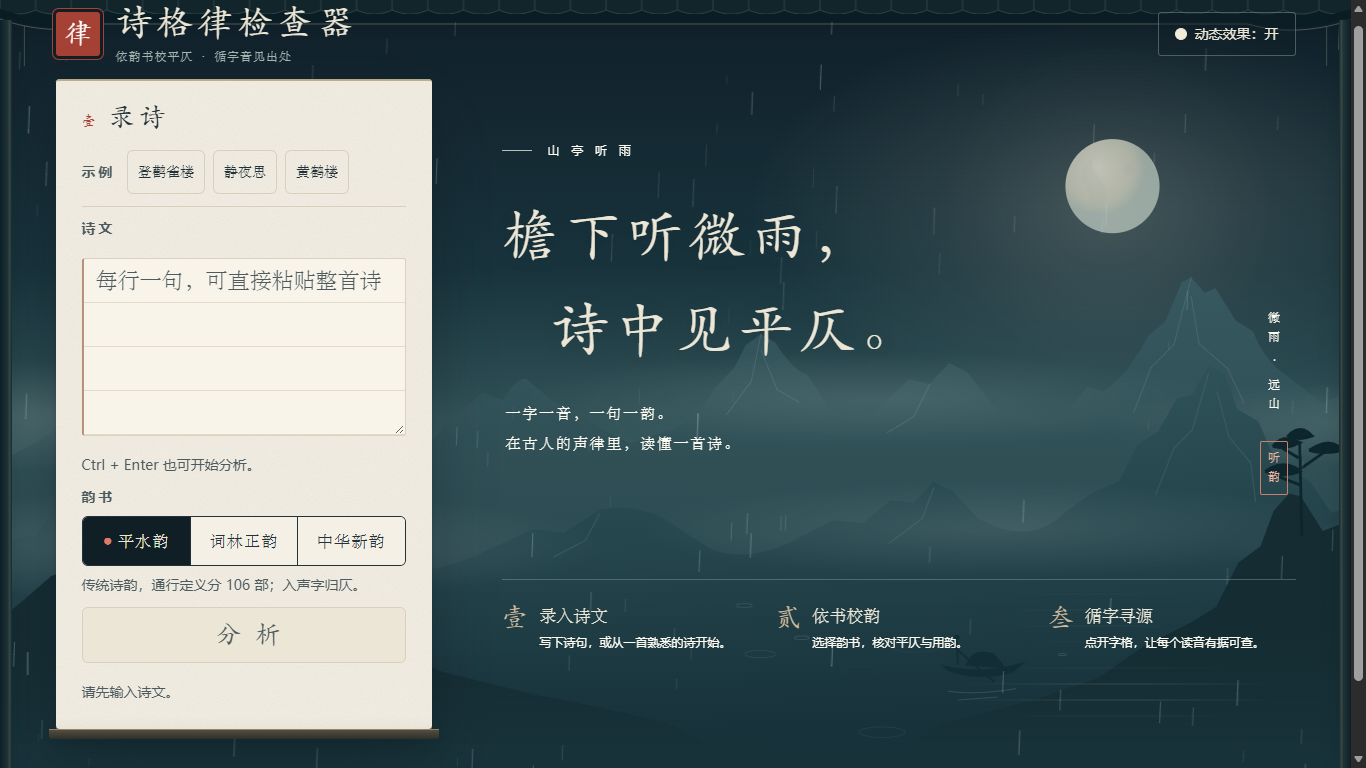 律
诗格律检查器
依韵书校平仄 · 循字音见出处
动态效果：开
壹 录诗
示例 登鹳雀楼 静夜思 黄鹤楼
诗文
每行一句，可直接粘贴整首诗
Ctrl + Enter 也可开始分析。
韵书
平水韵 词林正韵 中华新韵
传统诗韵，通行定义分 106 部；入声字归仄。
分析
请先输入诗文。
山亭听雨
檐下听微雨，
诗中见平仄。
一字一音，一句一韵。
在古人的声律里，读懂一首诗。
微雨·远山
听韵
壹 录入诗文
写下诗句，或从一首熟悉的诗开始。
贰 依书校韵
选择韵书，核对平仄与用韵。
叁 循字寻源
点开字格，让每个读音有据可查。